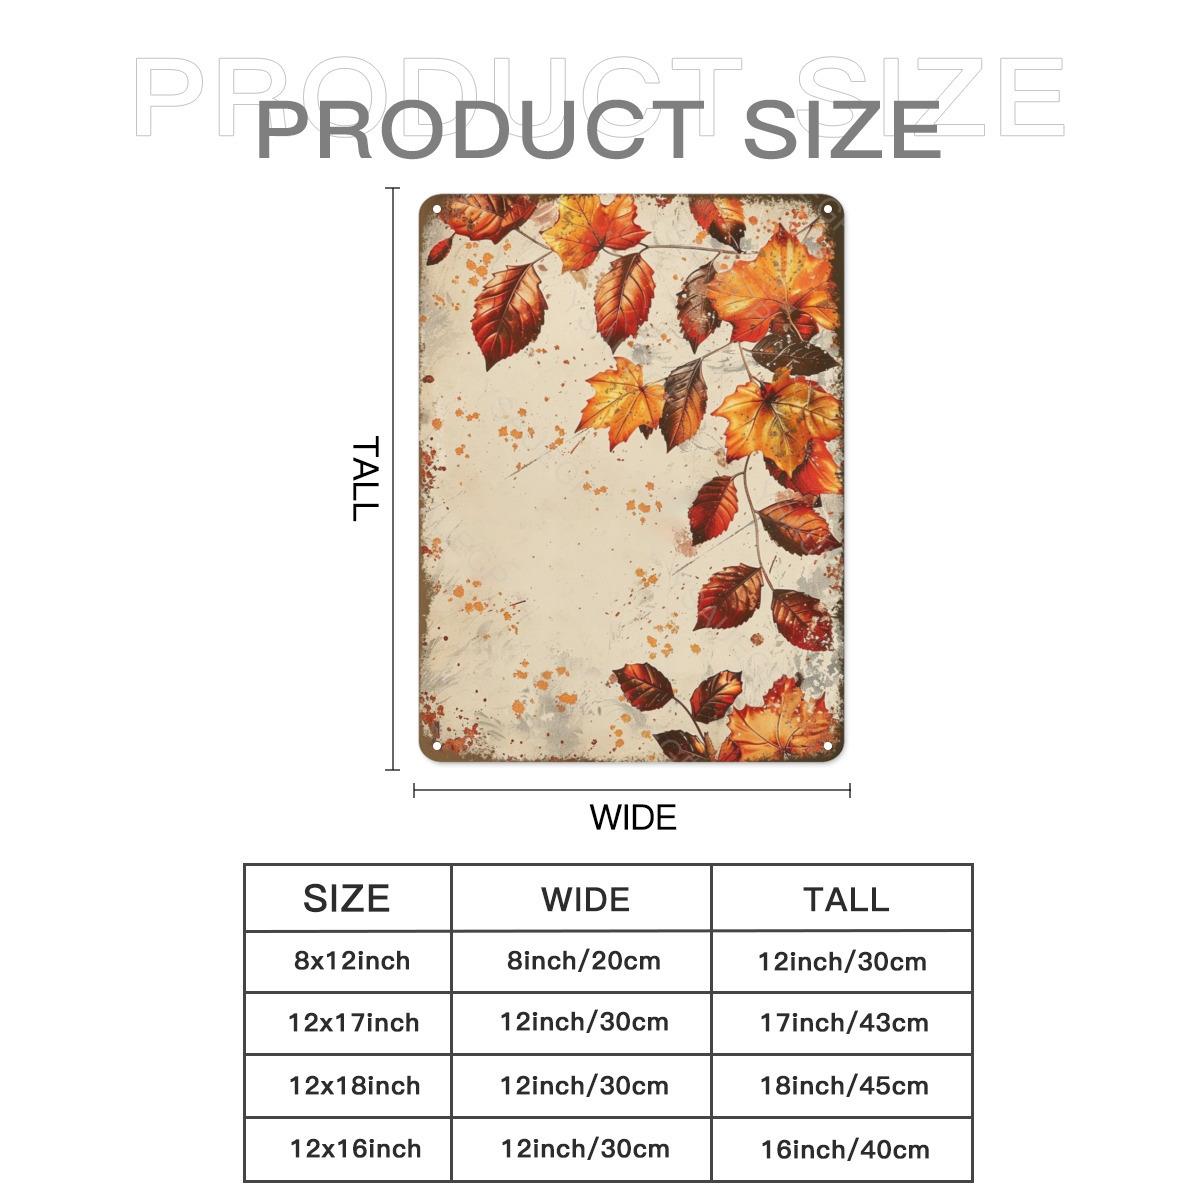 PRODUCT SIZE
PRODUCT SIZE
TALL
WIDE
SIZE WIDE TALL
8x12inch 8inch/20cm 12inch/30cm
12x17inch 12inch/30cm 17inch/43cm
12x18inch 12inch/30cm 18inch/45cm
12x16inch 12inch/30cm 16inch/40cm